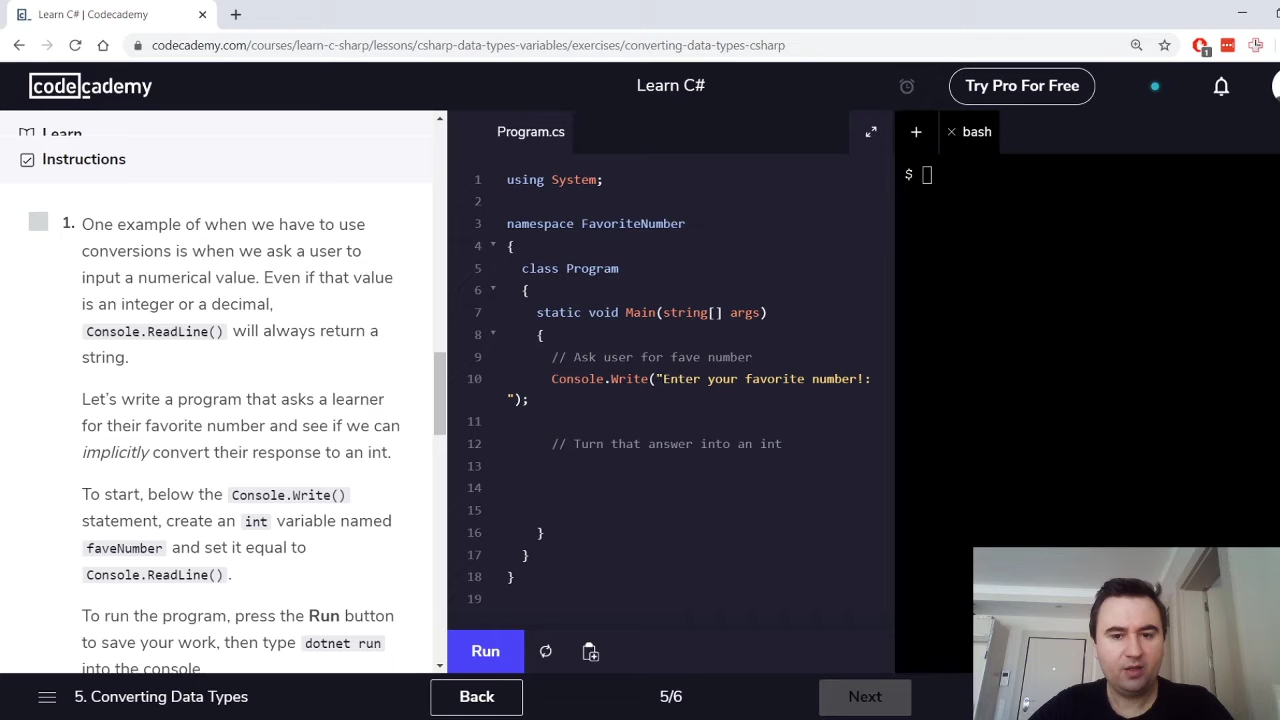 Learn C# | Codecademy
codecademy.com/courses/learn-c-sharp/lessons/csharp-data-types-variables/exercises/converting-data-types-csharp
1
codecademy
Learn C#
Try Pro For Free
Learn
Instructions
1. One example of when we have to use
conversions is when we ask a user to
input a numerical value. Even if that value
is an integer or a decimal,
Console.ReadLine() will always return a
string.
Let’s write a program that asks a learner
for their favorite number and see if we can
implicitly convert their response to an int.
To start, below the Console.Write()
statement, create an int variable named
faveNumber and set it equal to
Console.ReadLine().
To run the program, press the Run button
to save your work, then type dotnet run
into the console.
Program.cs
1 using System;
2
3 namespace FavoriteNumber
4 {
5 class Program
6 {
7 static void Main(string[] args)
8 {
9 // Ask user for fave number
10 Console.Write("Enter your favorite number!:
");
11
12 // Turn that answer into an int
13
14
15
16 }
17 }
18 }
19
Run
bash
$
5. Converting Data Types
Back
5/6
Next